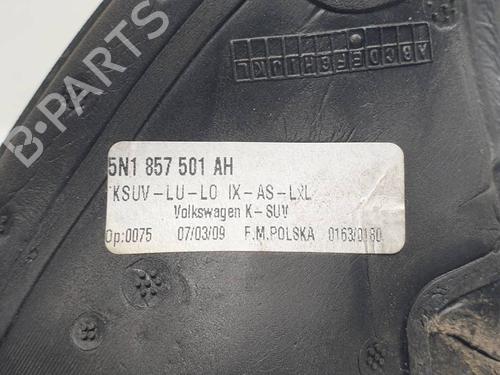 ABCDEFGHIJKL
5N1 857 501 AH
KSUV-LU-LO IX-AS-LXL
Volkswagen K-SUV
Op:0075 07/03/09 F.M.POLSKA 0163/0180
B-PARTS